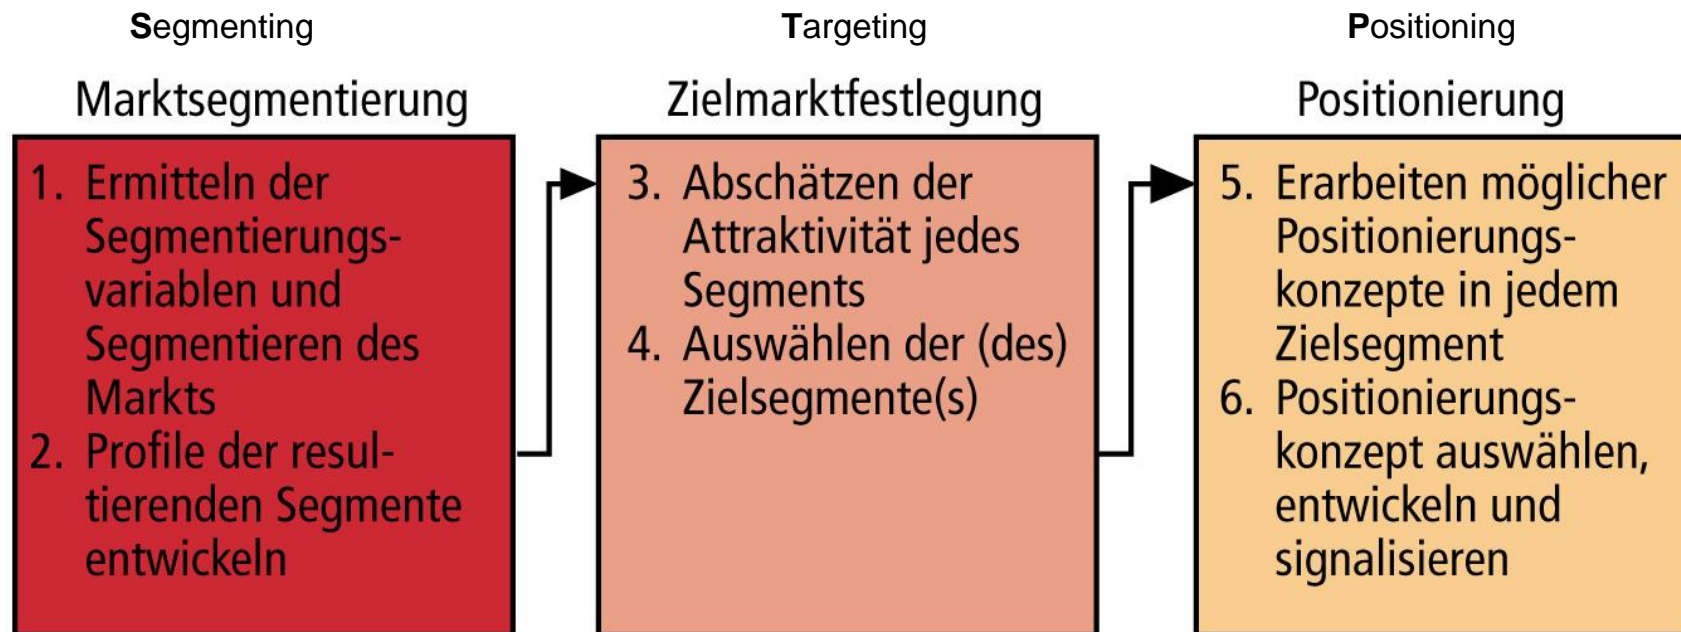 Segmenting
Targeting
Positioning
Marktsegmentierung
Zielmarktfestlegung
Positionierung
1. Ermitteln der
Segmentierungs-
variablen und
Segmentieren des
Markts
2. Profile der resul-
tierenden Segmente
entwickeln
3. Abschätzen der
Attraktivität jedes
Segments
4. Auswählen der (des)
Zielsegmente(s)
5. Erarbeiten möglicher
Positionierungs-
konzepte in jedem
Zielsegment
6. Positionierungs-
konzept auswählen,
entwickeln und
signalisieren